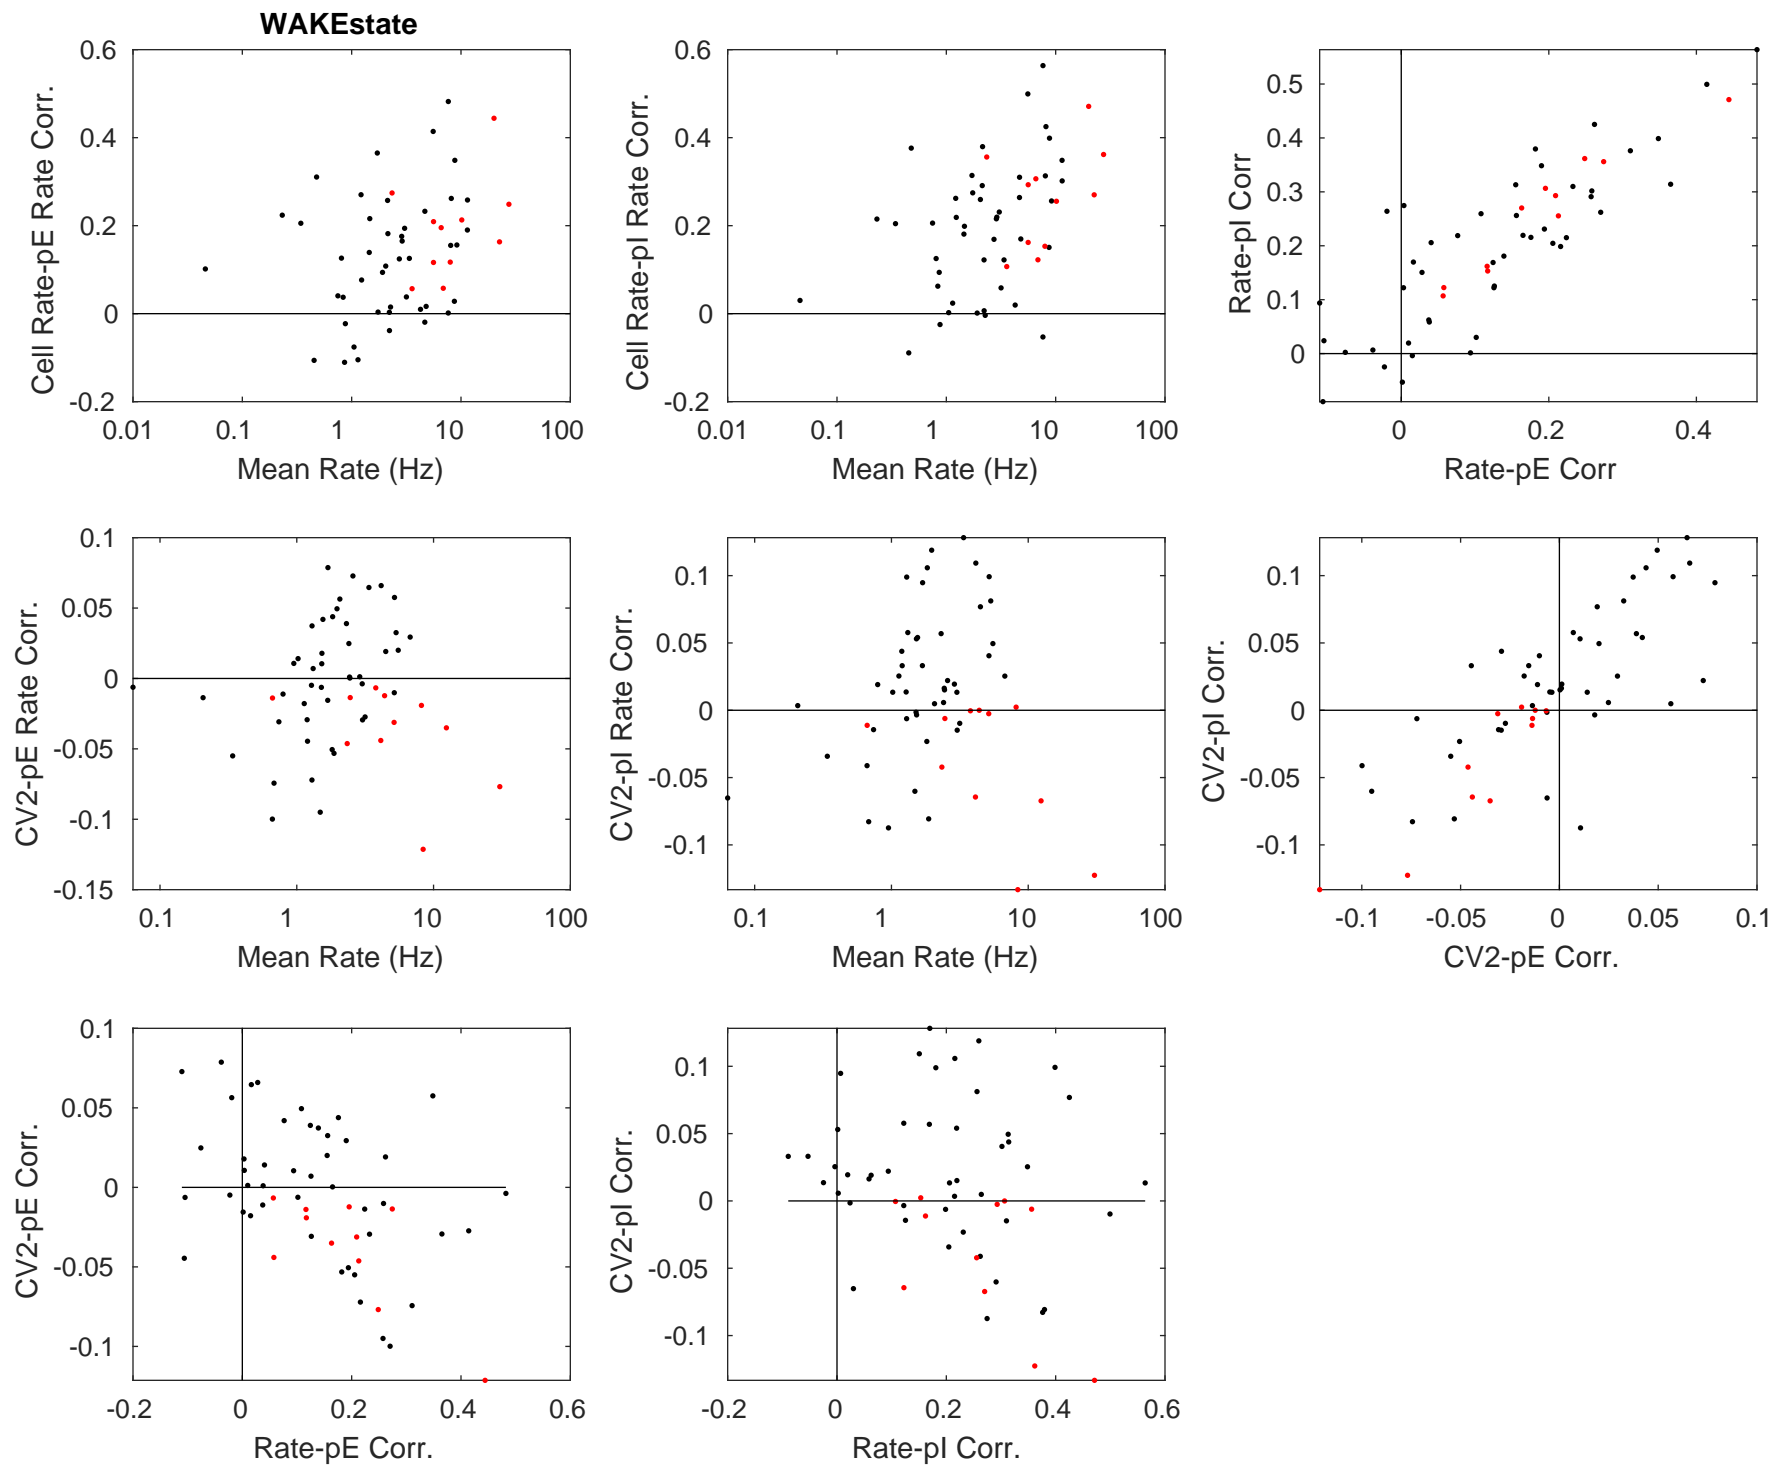 WAKEstate
0.6
0.4
0.2
0
-0.2
Cell Rate-pE Rate Corr.
0.01 0.1 1 10 100
Mean Rate (Hz)
0.6
0.4
0.2
0
-0.2
Cell Rate-pI Rate Corr.
0.01 0.1 1 10 100
Mean Rate (Hz)
0.5
0.4
0.3
0.2
0.1
0
Rate-pI Corr
0 0.2 0.4
Rate-pE Corr
0.1
0.05
0
-0.05
-0.1
-0.15
CV2-pE Rate Corr.
0.1 1 10 100
Mean Rate (Hz)
0.1
0.05
0
-0.05
-0.1
CV2-pI Rate Corr.
0.1 1 10 100
Mean Rate (Hz)
0.1
0.05
0
-0.05
-0.1
CV2-pI Corr.
-0.1 -0.05 0 0.05 0.1
CV2-pE Corr.
0.1
0.05
0
-0.05
-0.1
CV2-pE Corr.
-0.2 0 0.2 0.4 0.6
Rate-pE Corr.
0.1
0.05
0
-0.05
-0.1
CV2-pI Corr.
-0.2 0 0.2 0.4 0.6
Rate-pI Corr.